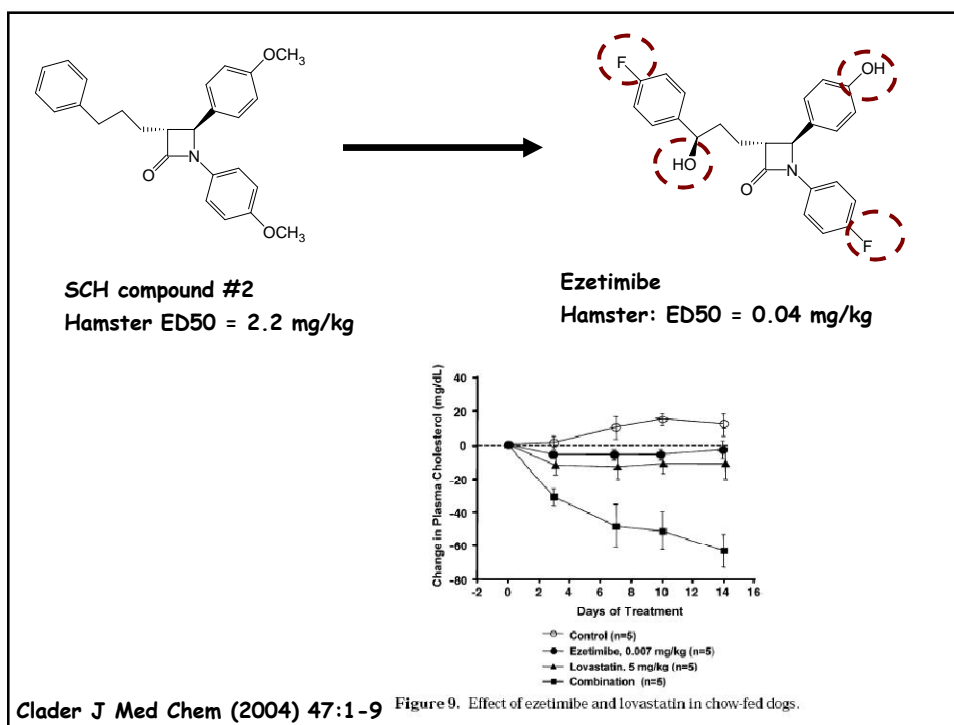 OCH₃
F
OH
HO
O
N
OCH₃
O
N
F
SCH compound #2
Hamster ED50 = 2.2 mg/kg
Ezetimibe
Hamster: ED50 = 0.04 mg/kg
Change in Plasma Cholesterol (mg/dL)
40
20
0
-20
-40
-60
-80
-2 0 2 4 6 8 10 12 14 16
Days of Treatment
Control (n=5)
Ezetimibe, 0.007 mg/kg (n=5)
Lovastatin, 5 mg/kg (n=5)
Combination (n=5)
Clader J Med Chem (2004) 47:1-9
Figure 9. Effect of ezetimibe and lovastatin in chow-fed dogs.